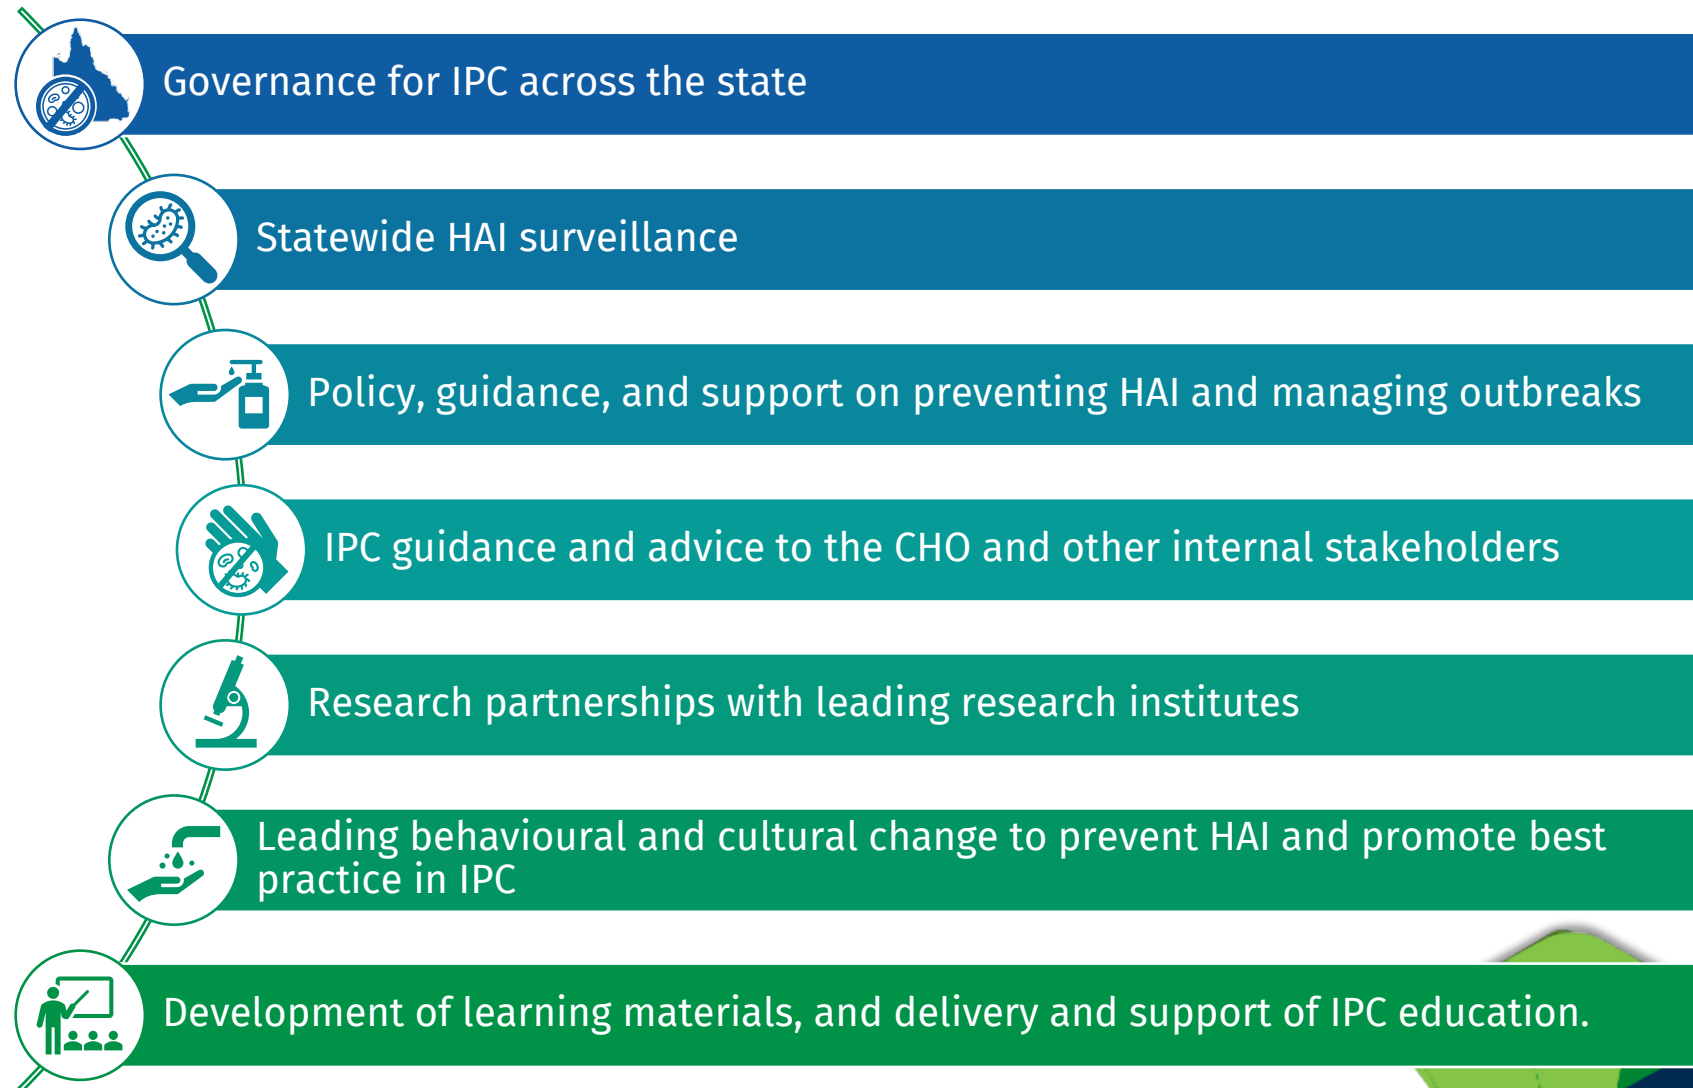 Governance for IPC across the state
Statewide HAI surveillance
Policy, guidance, and support on preventing HAI and managing outbreaks
IPC guidance and advice to the CHO and other internal stakeholders
Research partnerships with leading research institutes
Leading behavioural and cultural change to prevent HAI and promote best
practice in IPC
Development of learning materials, and delivery and support of IPC education.